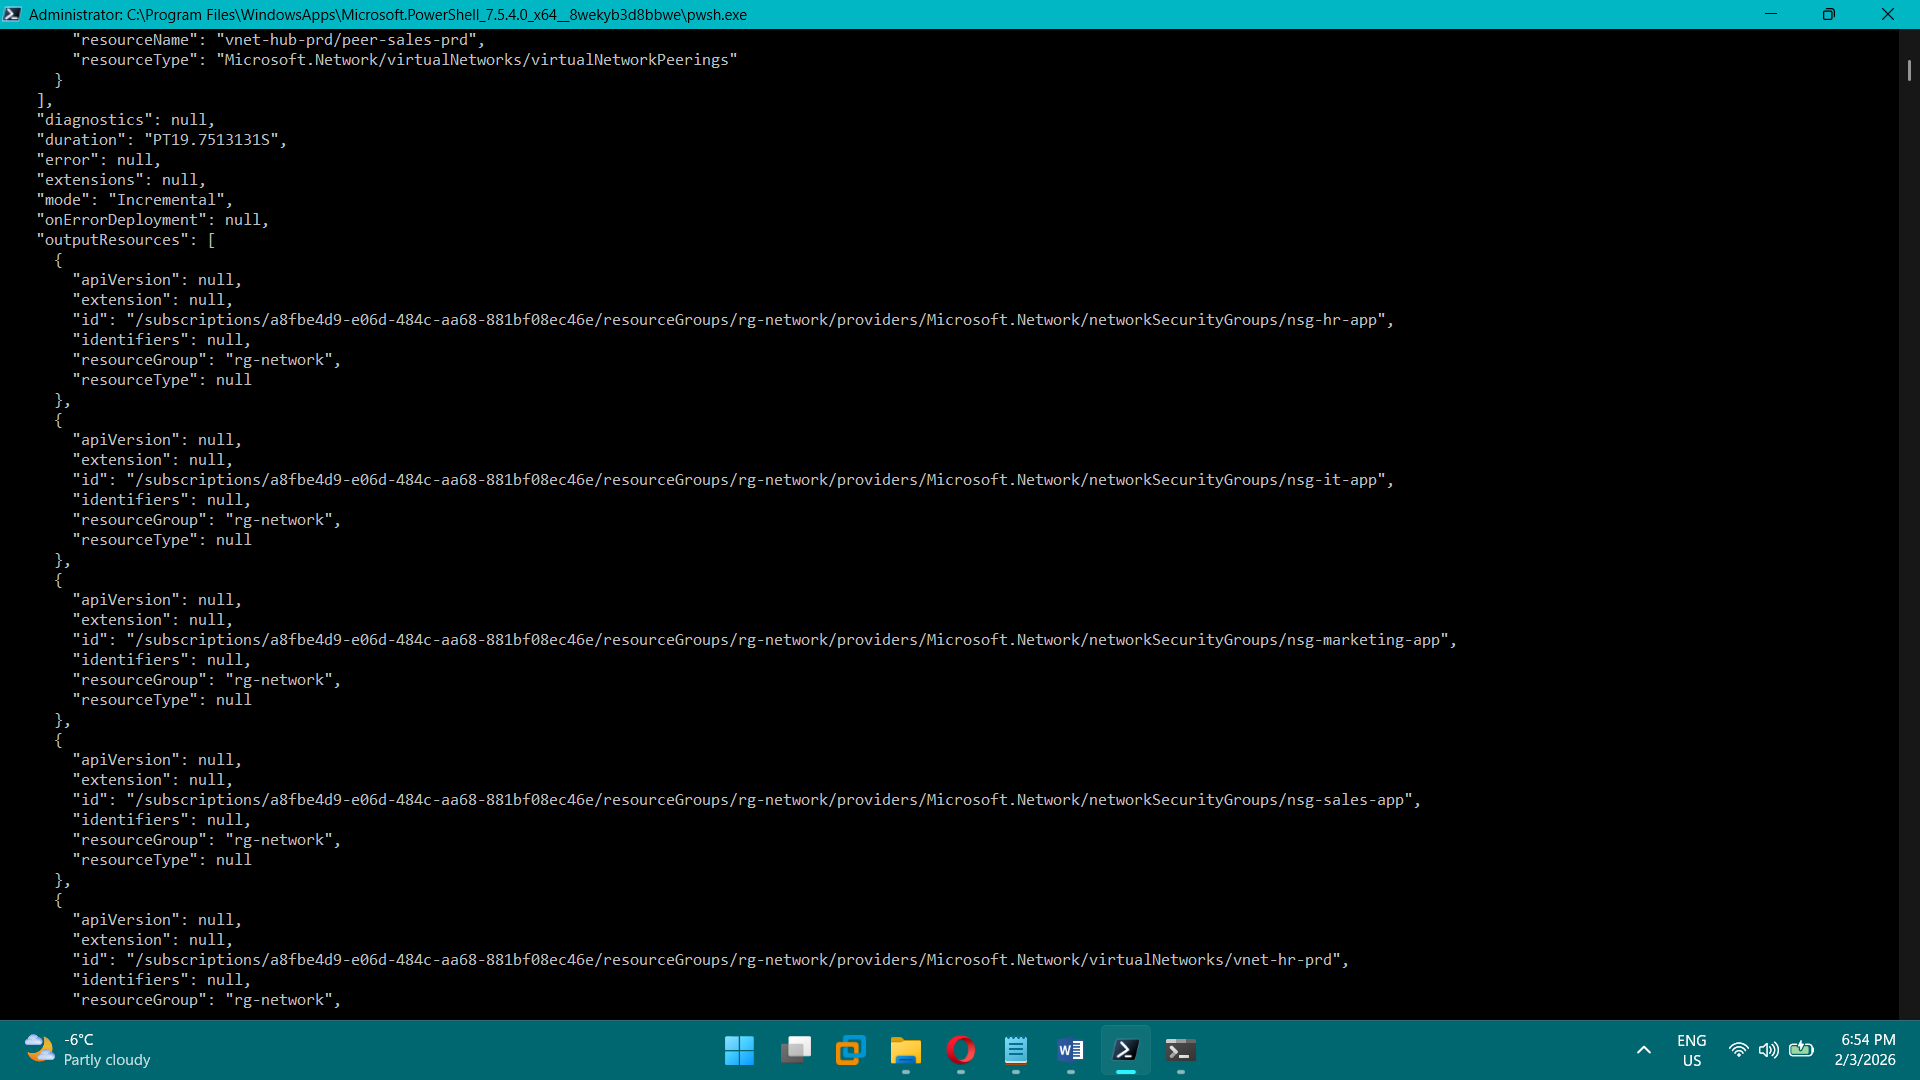 Administrator: C:\Program Files\WindowsApps\Microsoft.PowerShell_7.5.4.0_x64__8wekyb3d8bbwe\pwsh.exe
"resourceName": "vnet-hub-prd/peer-sales-prd",
"resourceType": "Microsoft.Network/virtualNetworks/virtualNetworkPeerings"
}
],
"diagnostics": null,
"duration": "PT19.7513131S",
"error": null,
"extensions": null,
"mode": "Incremental",
"onErrorDeployment": null,
"outputResources": [
{
"apiVersion": null,
"extension": null,
"id": "/subscriptions/a8fbe4d9-e06d-484c-aa68-881bf08ec46e/resourceGroups/rg-network/providers/Microsoft.Network/networkSecurityGroups/nsg-hr-app",
"identifiers": null,
"resourceGroup": "rg-network",
"resourceType": null
},
{
"apiVersion": null,
"extension": null,
"id": "/subscriptions/a8fbe4d9-e06d-484c-aa68-881bf08ec46e/resourceGroups/rg-network/providers/Microsoft.Network/networkSecurityGroups/nsg-it-app",
"identifiers": null,
"resourceGroup": "rg-network",
"resourceType": null
},
{
"apiVersion": null,
"extension": null,
"id": "/subscriptions/a8fbe4d9-e06d-484c-aa68-881bf08ec46e/resourceGroups/rg-network/providers/Microsoft.Network/networkSecurityGroups/nsg-marketing-app",
"identifiers": null,
"resourceGroup": "rg-network",
"resourceType": null
},
{
"apiVersion": null,
"extension": null,
"id": "/subscriptions/a8fbe4d9-e06d-484c-aa68-881bf08ec46e/resourceGroups/rg-network/providers/Microsoft.Network/networkSecurityGroups/nsg-sales-app",
"identifiers": null,
"resourceGroup": "rg-network",
"resourceType": null
},
{
"apiVersion": null,
"extension": null,
"id": "/subscriptions/a8fbe4d9-e06d-484c-aa68-881bf08ec46e/resourceGroups/rg-network/providers/Microsoft.Network/virtualNetworks/vnet-hr-prd",
"identifiers": null,
"resourceGroup": "rg-network",
-6°C
Partly cloudy
ENG
US
6:54 PM
2/3/2026